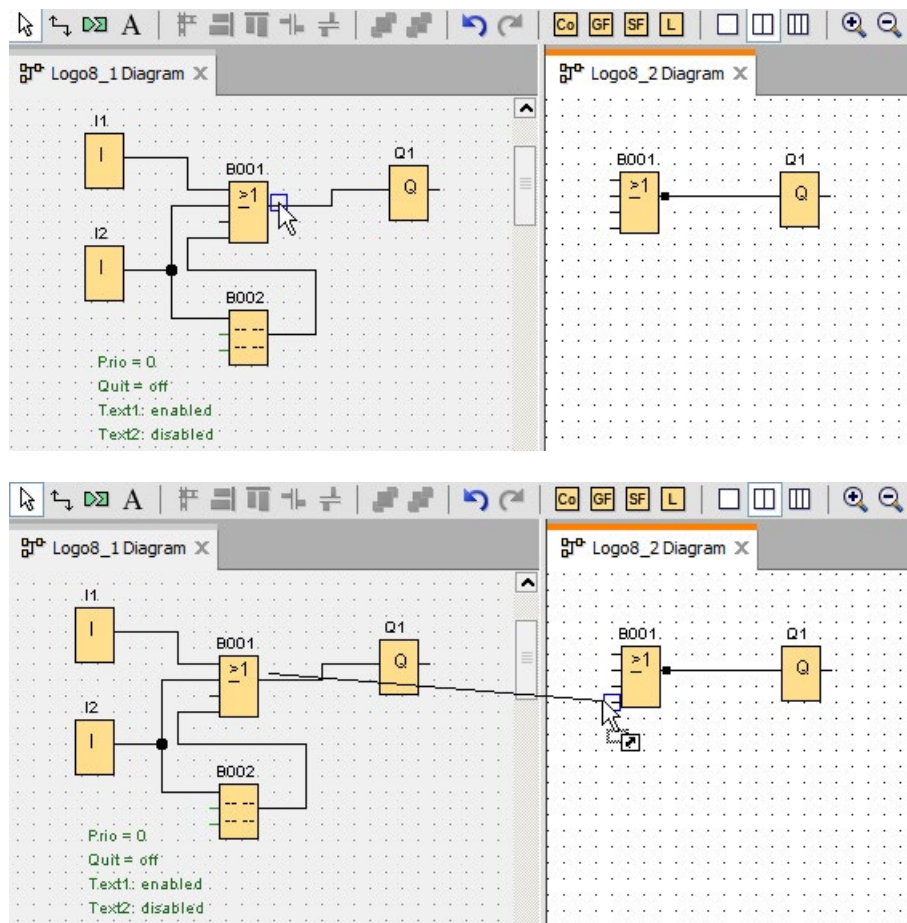 A Co GF SF L
Logo8_1 Diagram Logo8_2 Diagram
I1
I
B001
≥1
Q1
Q
I2
I
B002
Prio = 0
Quit = off
Text1: enabled
Text2: disabled
B001
≥1
Q1
Q
A Co GF SF L
Logo8_1 Diagram Logo8_2 Diagram
I1
I
B001
≥1
Q1
Q
I2
I
B002
Prio = 0
Quit = off
Text1: enabled
Text2: disabled
B001
≥1
Q1
Q